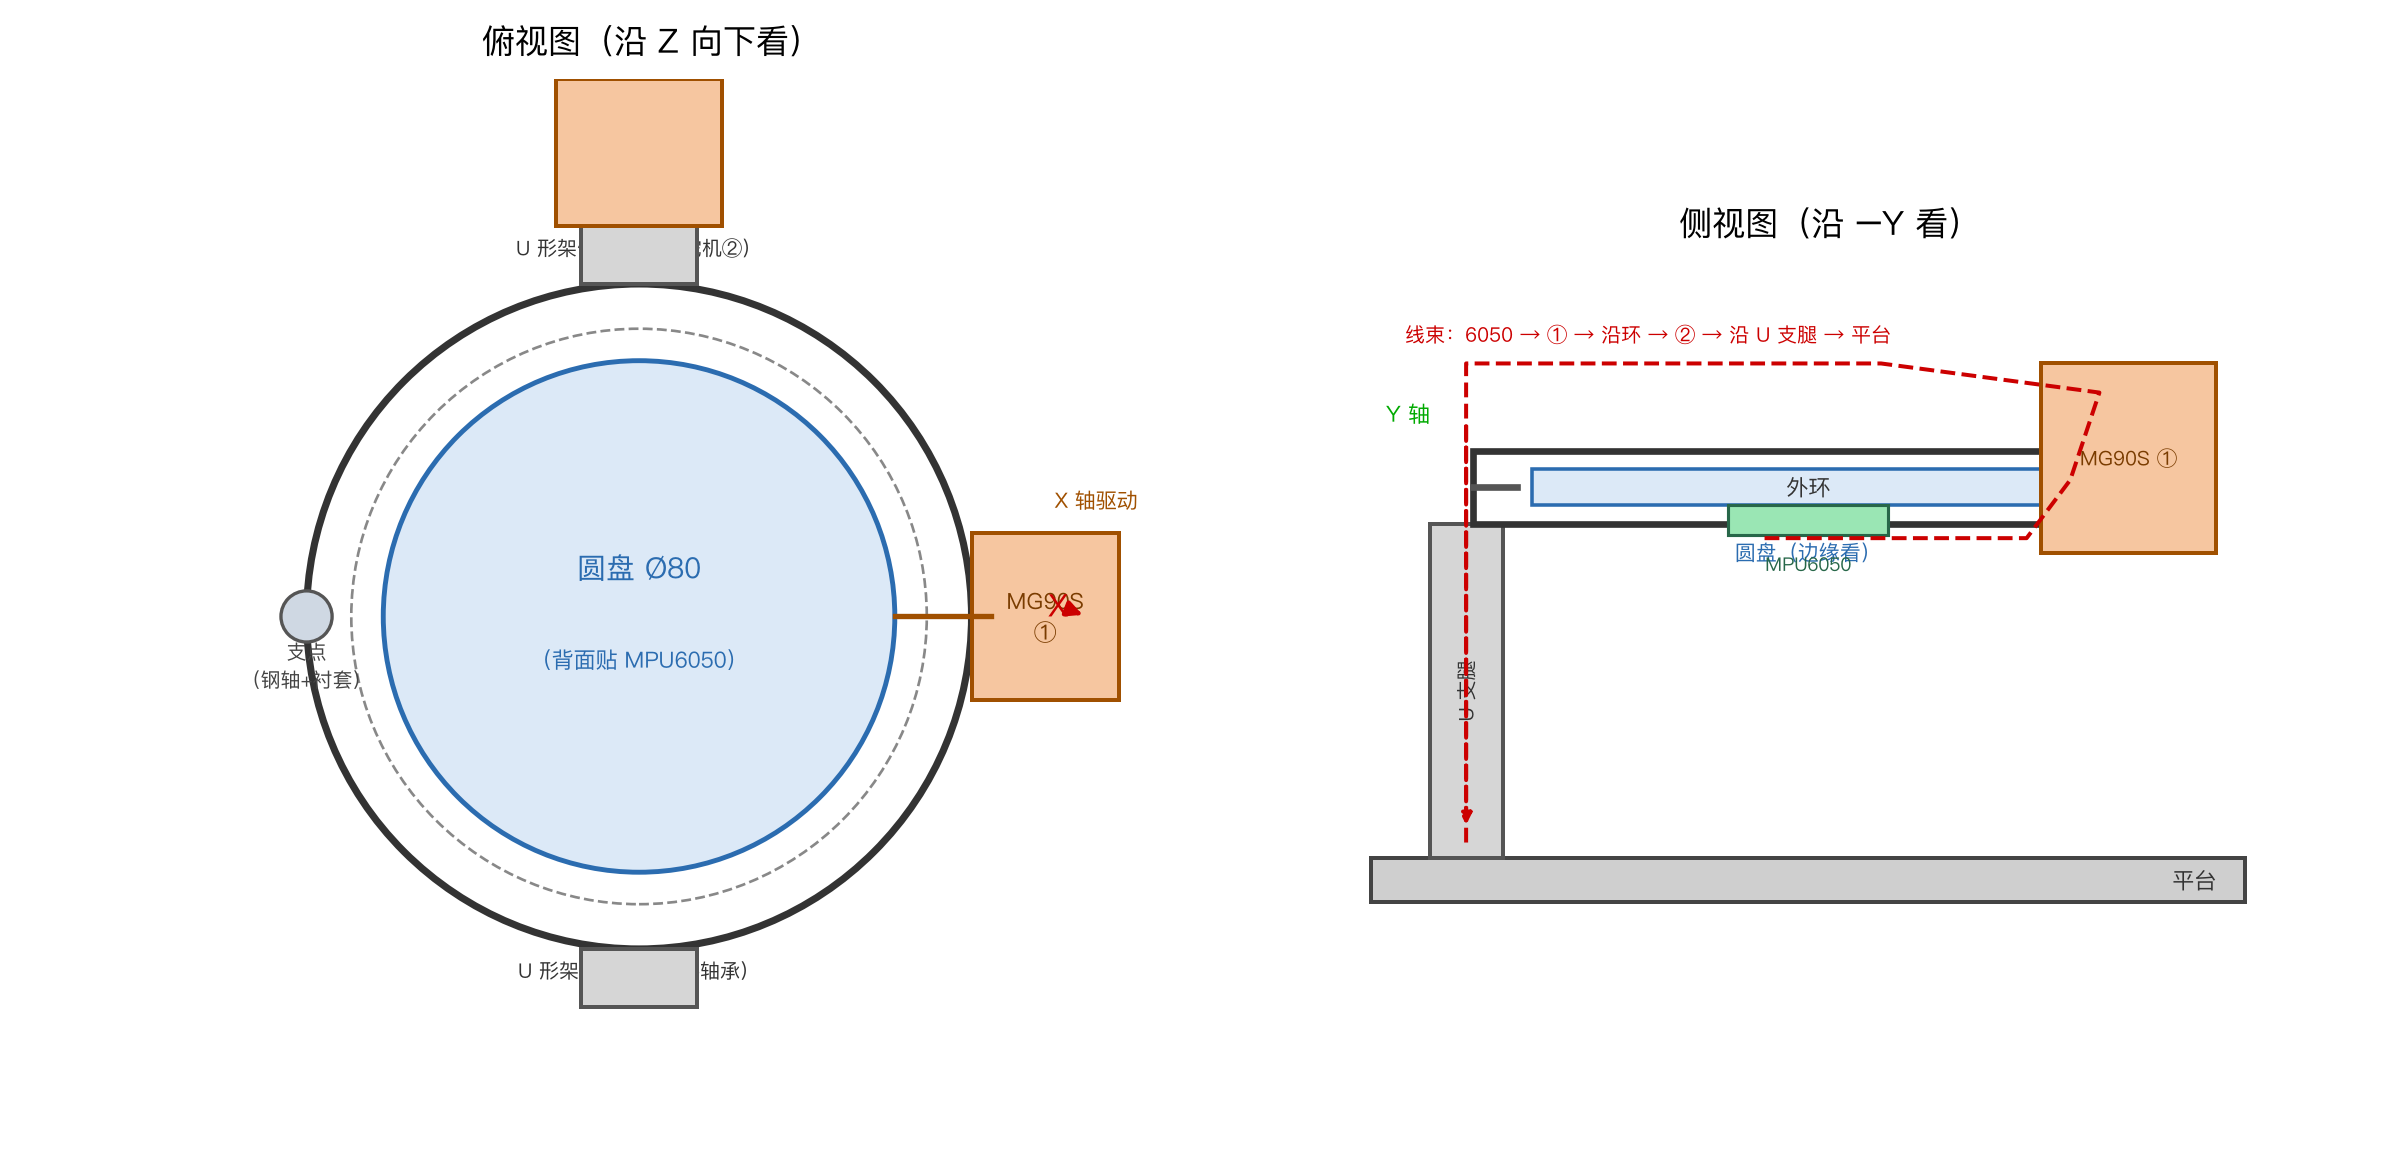 俯视图（沿 Z 向下看）
U 形架
机②)
X 轴驱动
圆盘 Ø80
MG90S
①
X
(背面贴 MPU6050)
支点
(钢轴+衬套)
U 形架
轴承)
侧视图（沿 −Y 看）
线束：6050 → ① → 沿环 → ② → 沿 U 支腿 → 平台
Y 轴
MG90S ①
外环
圆盘（边缘看）
MPU6050
U 支腿
平台